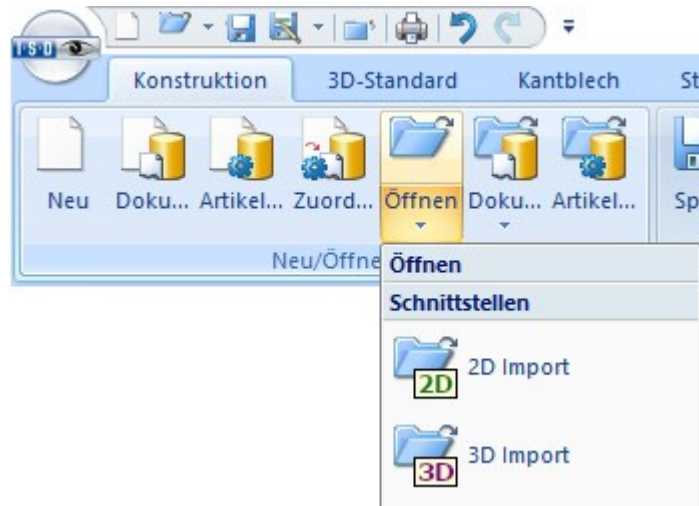 ISD
Konstruktion 3D-Standard Kantblech St
Neu Doku... Artikel... Zuord... Öffnen Doku... Artikel... Sp
Neu/Öffne
Öffnen
Schnittstellen
2D 2D Import
3D 3D Import